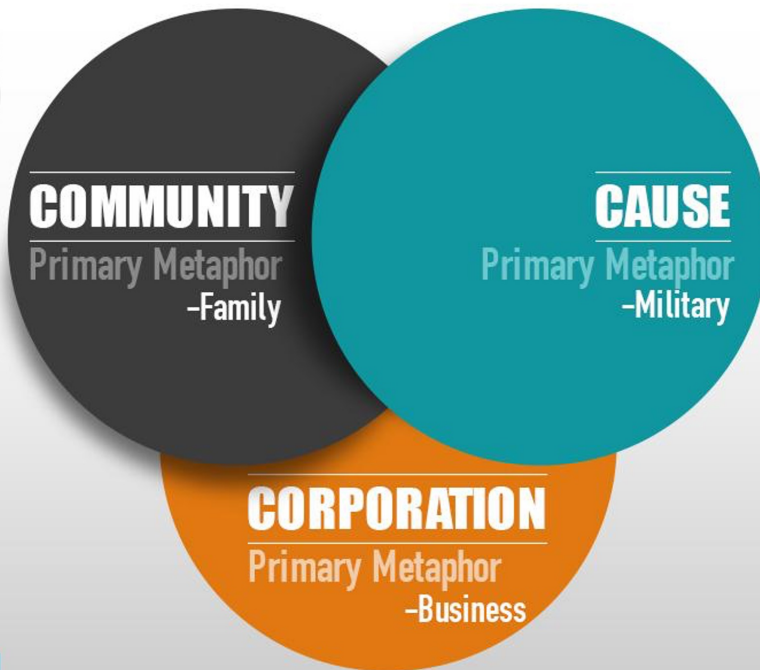 COMMUNITY
Primary Metaphor
-Family
CAUSE
Primary Metaphor
-Military
CORPORATION
Primary Metaphor
-Business